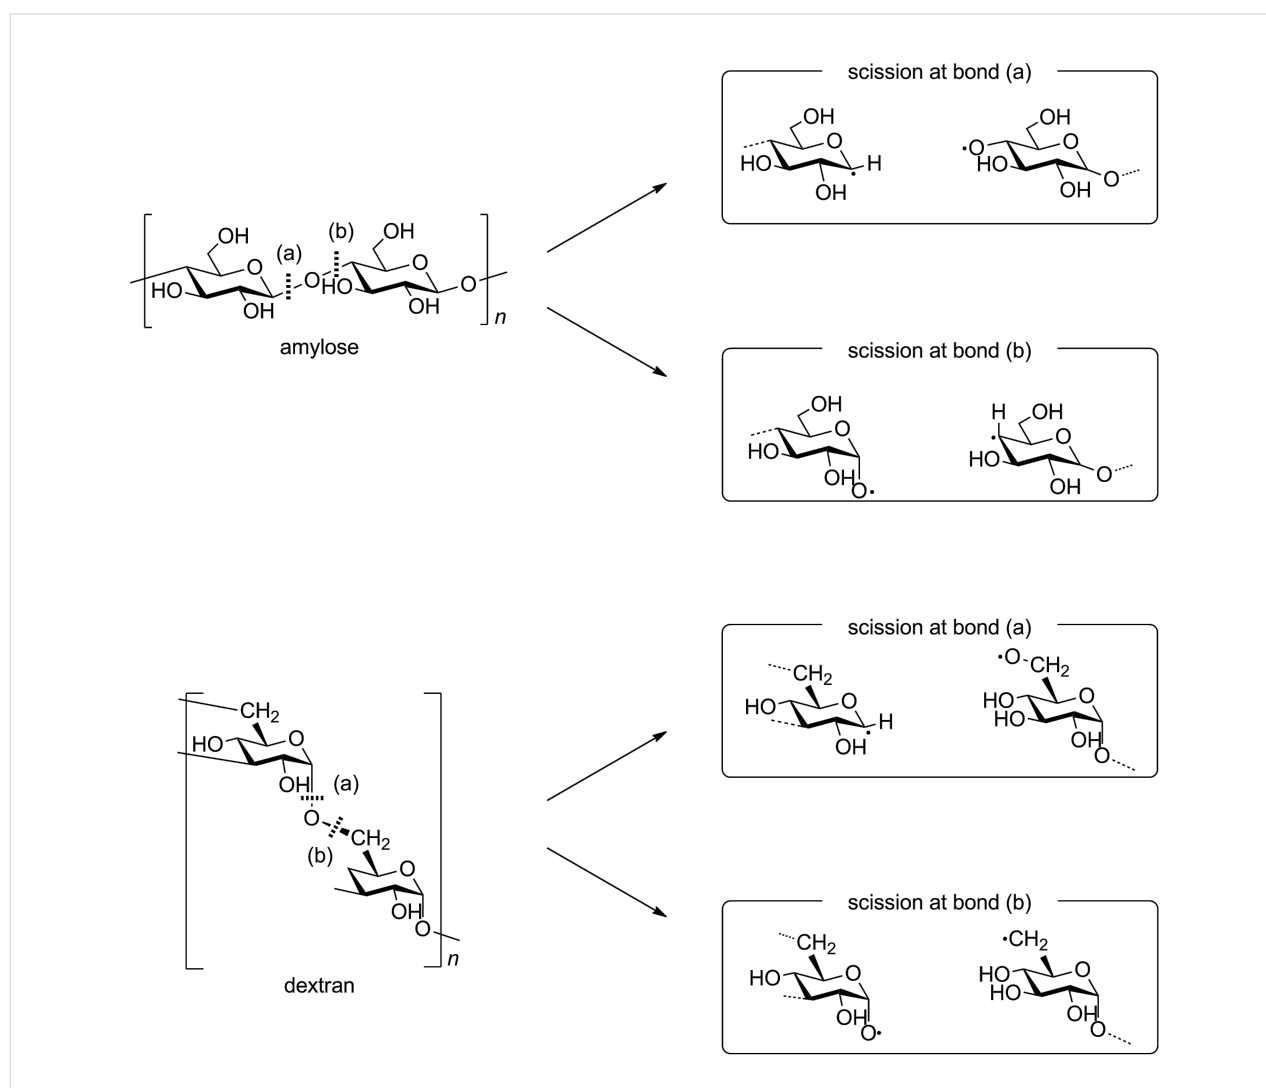 scission at bond (a)
OH
O
HO
OH
H
OH
•O
O
HO
OH
O
OH
(a)
O
HO
OH
O
(b)
OH
O
HO
OH
O
n
amylose
scission at bond (b)
OH
O
HO
OH
O•
H
OH
O
HO
OH
O
scission at bond (a)
CH2
HO
O
OH
H
•O
CH2
HO
O
HO
OH
O
CH2
HO
O
OH
(a)
O
(b)
CH2
O
OH
O
n
dextran
scission at bond (b)
CH2
HO
O
OH
O•
•CH2
HO
O
HO
OH
O